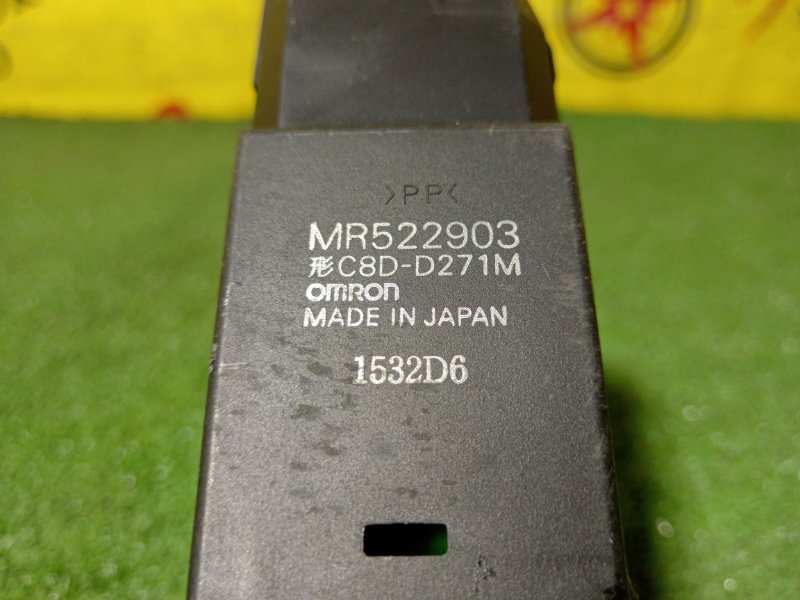 >PP<
MR522903
形C8D-D271M
omron
MADE IN JAPAN
1532D6